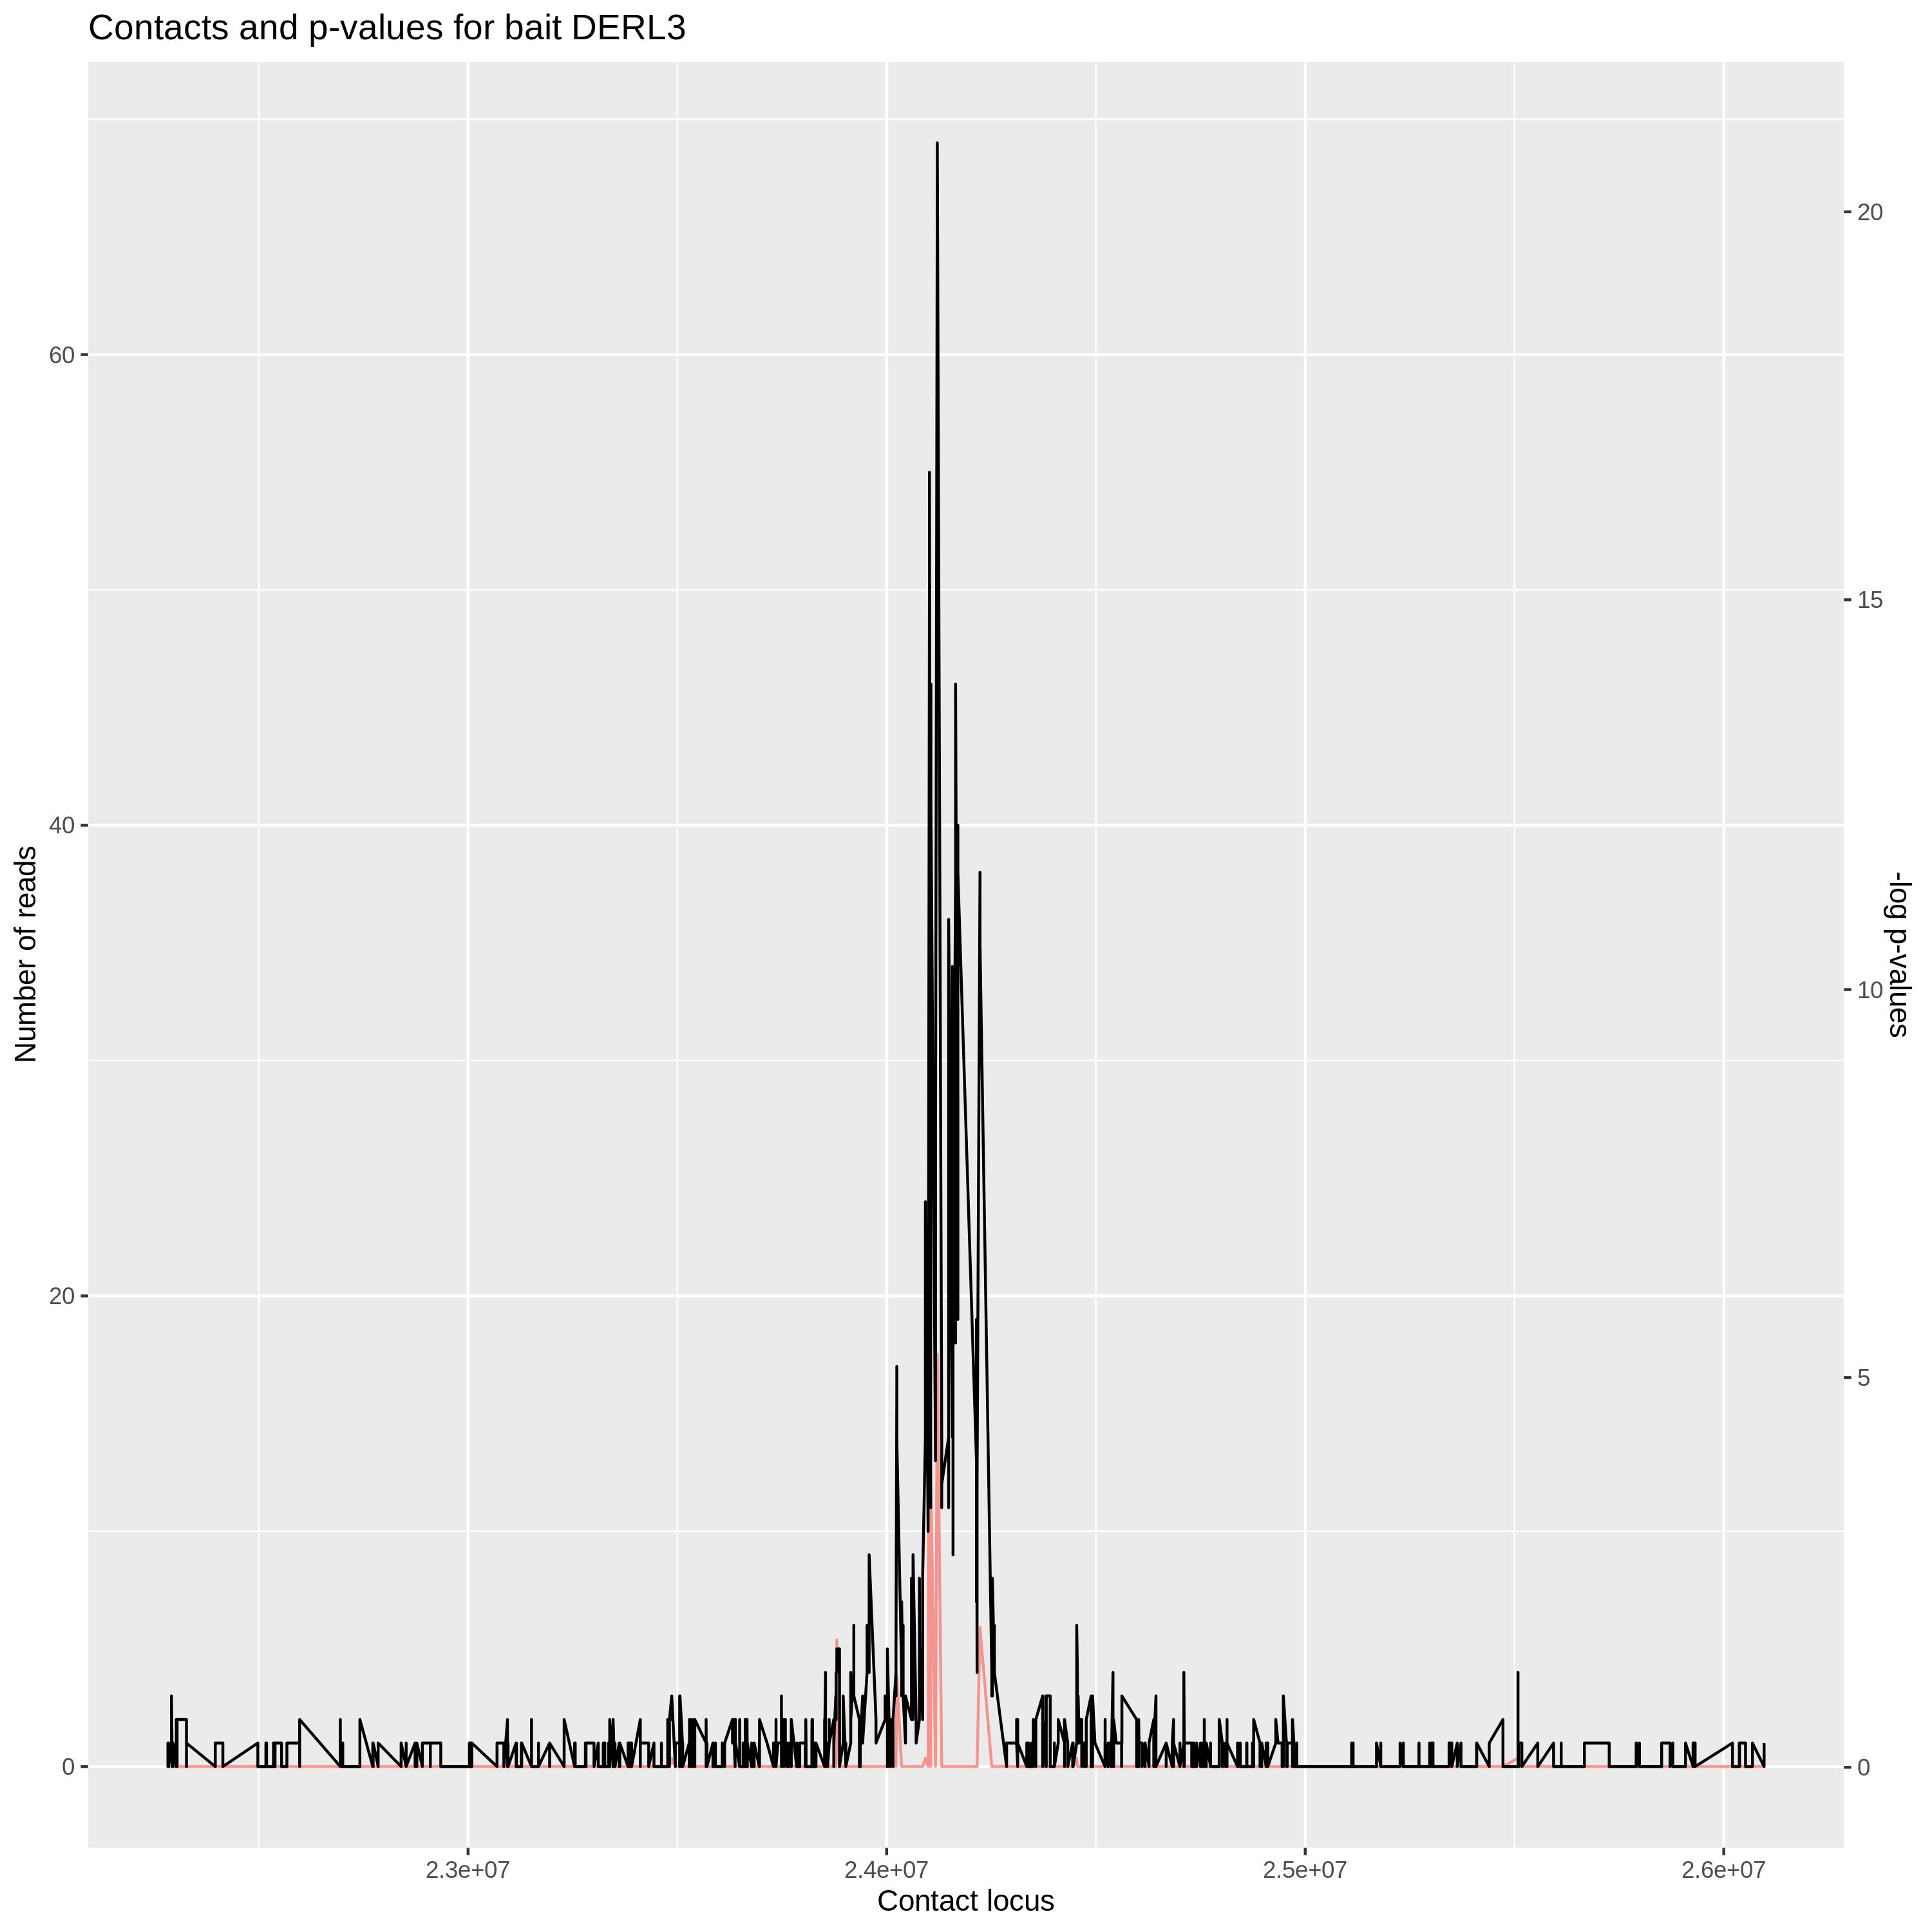 Contacts and p-values for bait DERL3
60
40
20
0
Number of reads
20
15
10
5
0
-log p-values
2.3e+07
2.4e+07
2.5e+07
2.6e+07
Contact locus